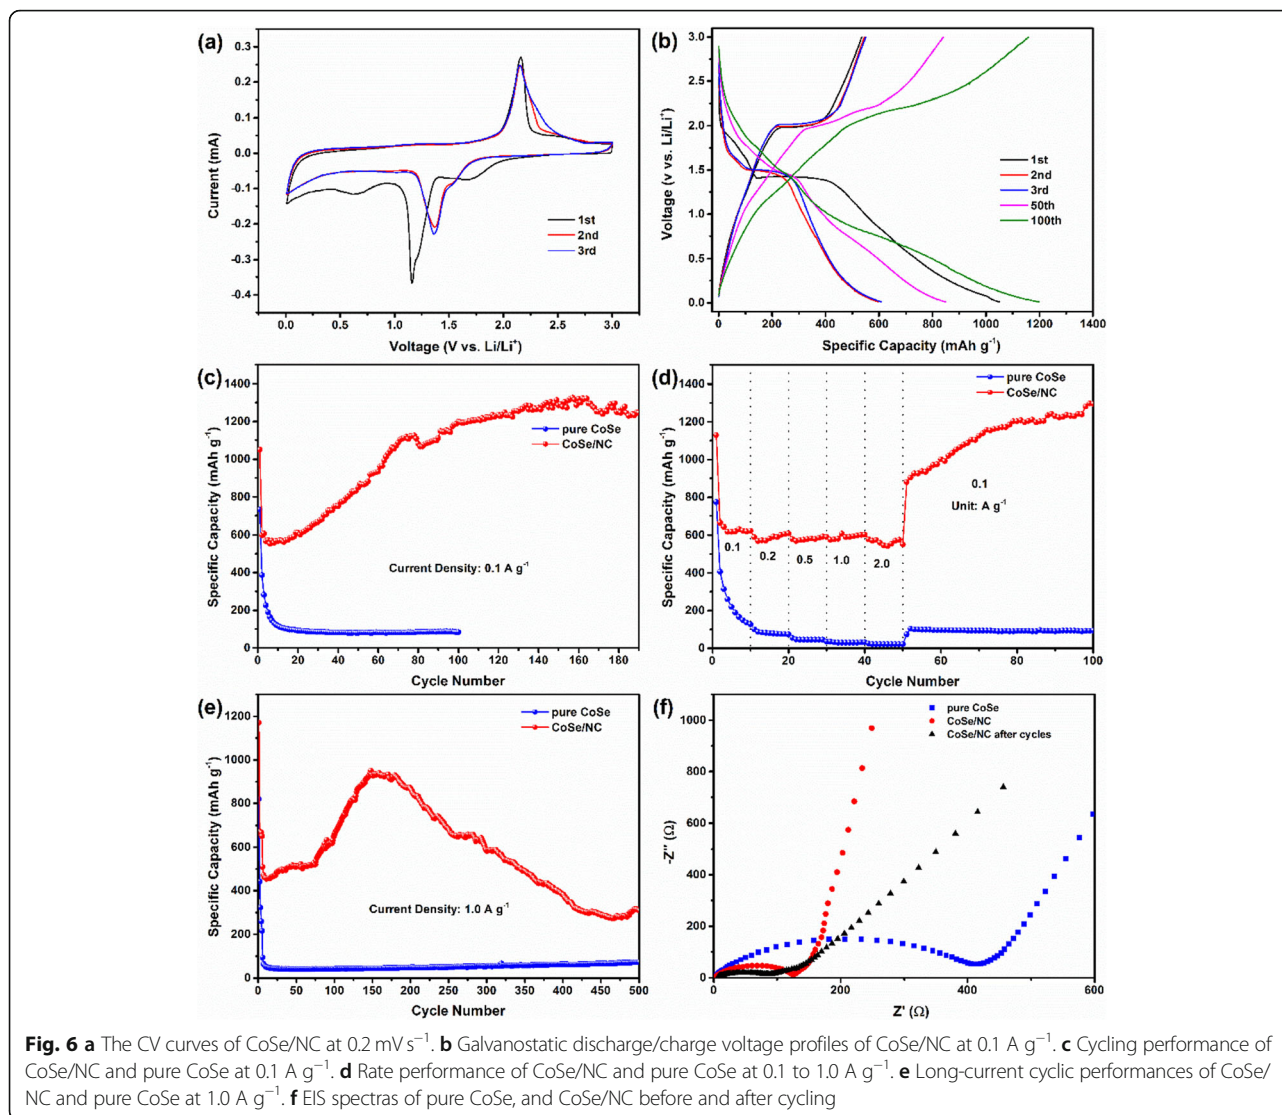 (a)
0.3
0.2
0.1
0.0
-0.1
-0.2
-0.3
-0.4
Current (mA)
1st
2nd
3rd
0.0 0.5 1.0 1.5 2.0 2.5 3.0
Voltage (V vs. Li/Li+)
(b)
3.0
2.5
2.0
1.5
1.0
0.5
0.0
Voltage (v vs. Li/Li+)
1st
2nd
3rd
50th
100th
0 200 400 600 800 1000 1200 1400
Specific Capacity (mAh g-1)
(c)
1400
1200
1000
800
600
400
200
0
Specific Capacity (mAh g-1)
pure CoSe
CoSe/NC
Current Density: 0.1 A g-1
0 20 40 60 80 100 120 140 160 180
Cycle Number
(d)
1400
1200
1000
800
600
400
200
0
Specific Capacity (mAh g-1)
pure CoSe
CoSe/NC
0.1
Unit: A g-1
0.1 0.2 0.5 1.0 2.0
0 20 40 60 80 100
Cycle Number
(e)
1200
1000
800
600
400
200
0
Specific Capacity (mAh g-1)
pure CoSe
CoSe/NC
Current Density: 1.0 A g-1
0 50 100 150 200 250 300 350 400 450 500
Cycle Number
(f)
1000
800
600
400
200
0
-Z'' (Ω)
pure CoSe
CoSe/NC
CoSe/NC after cycles
0 200 400 600
Z' (Ω)
Fig. 6 a The CV curves of CoSe/NC at 0.2 mV s−1. b Galvanostatic discharge/charge voltage profiles of CoSe/NC at 0.1 A g−1. c Cycling performance of
CoSe/NC and pure CoSe at 0.1 A g−1. d Rate performance of CoSe/NC and pure CoSe at 0.1 to 1.0 A g−1. e Long-current cyclic performances of CoSe/
NC and pure CoSe at 1.0 A g−1. f EIS spectras of pure CoSe, and CoSe/NC before and after cycling